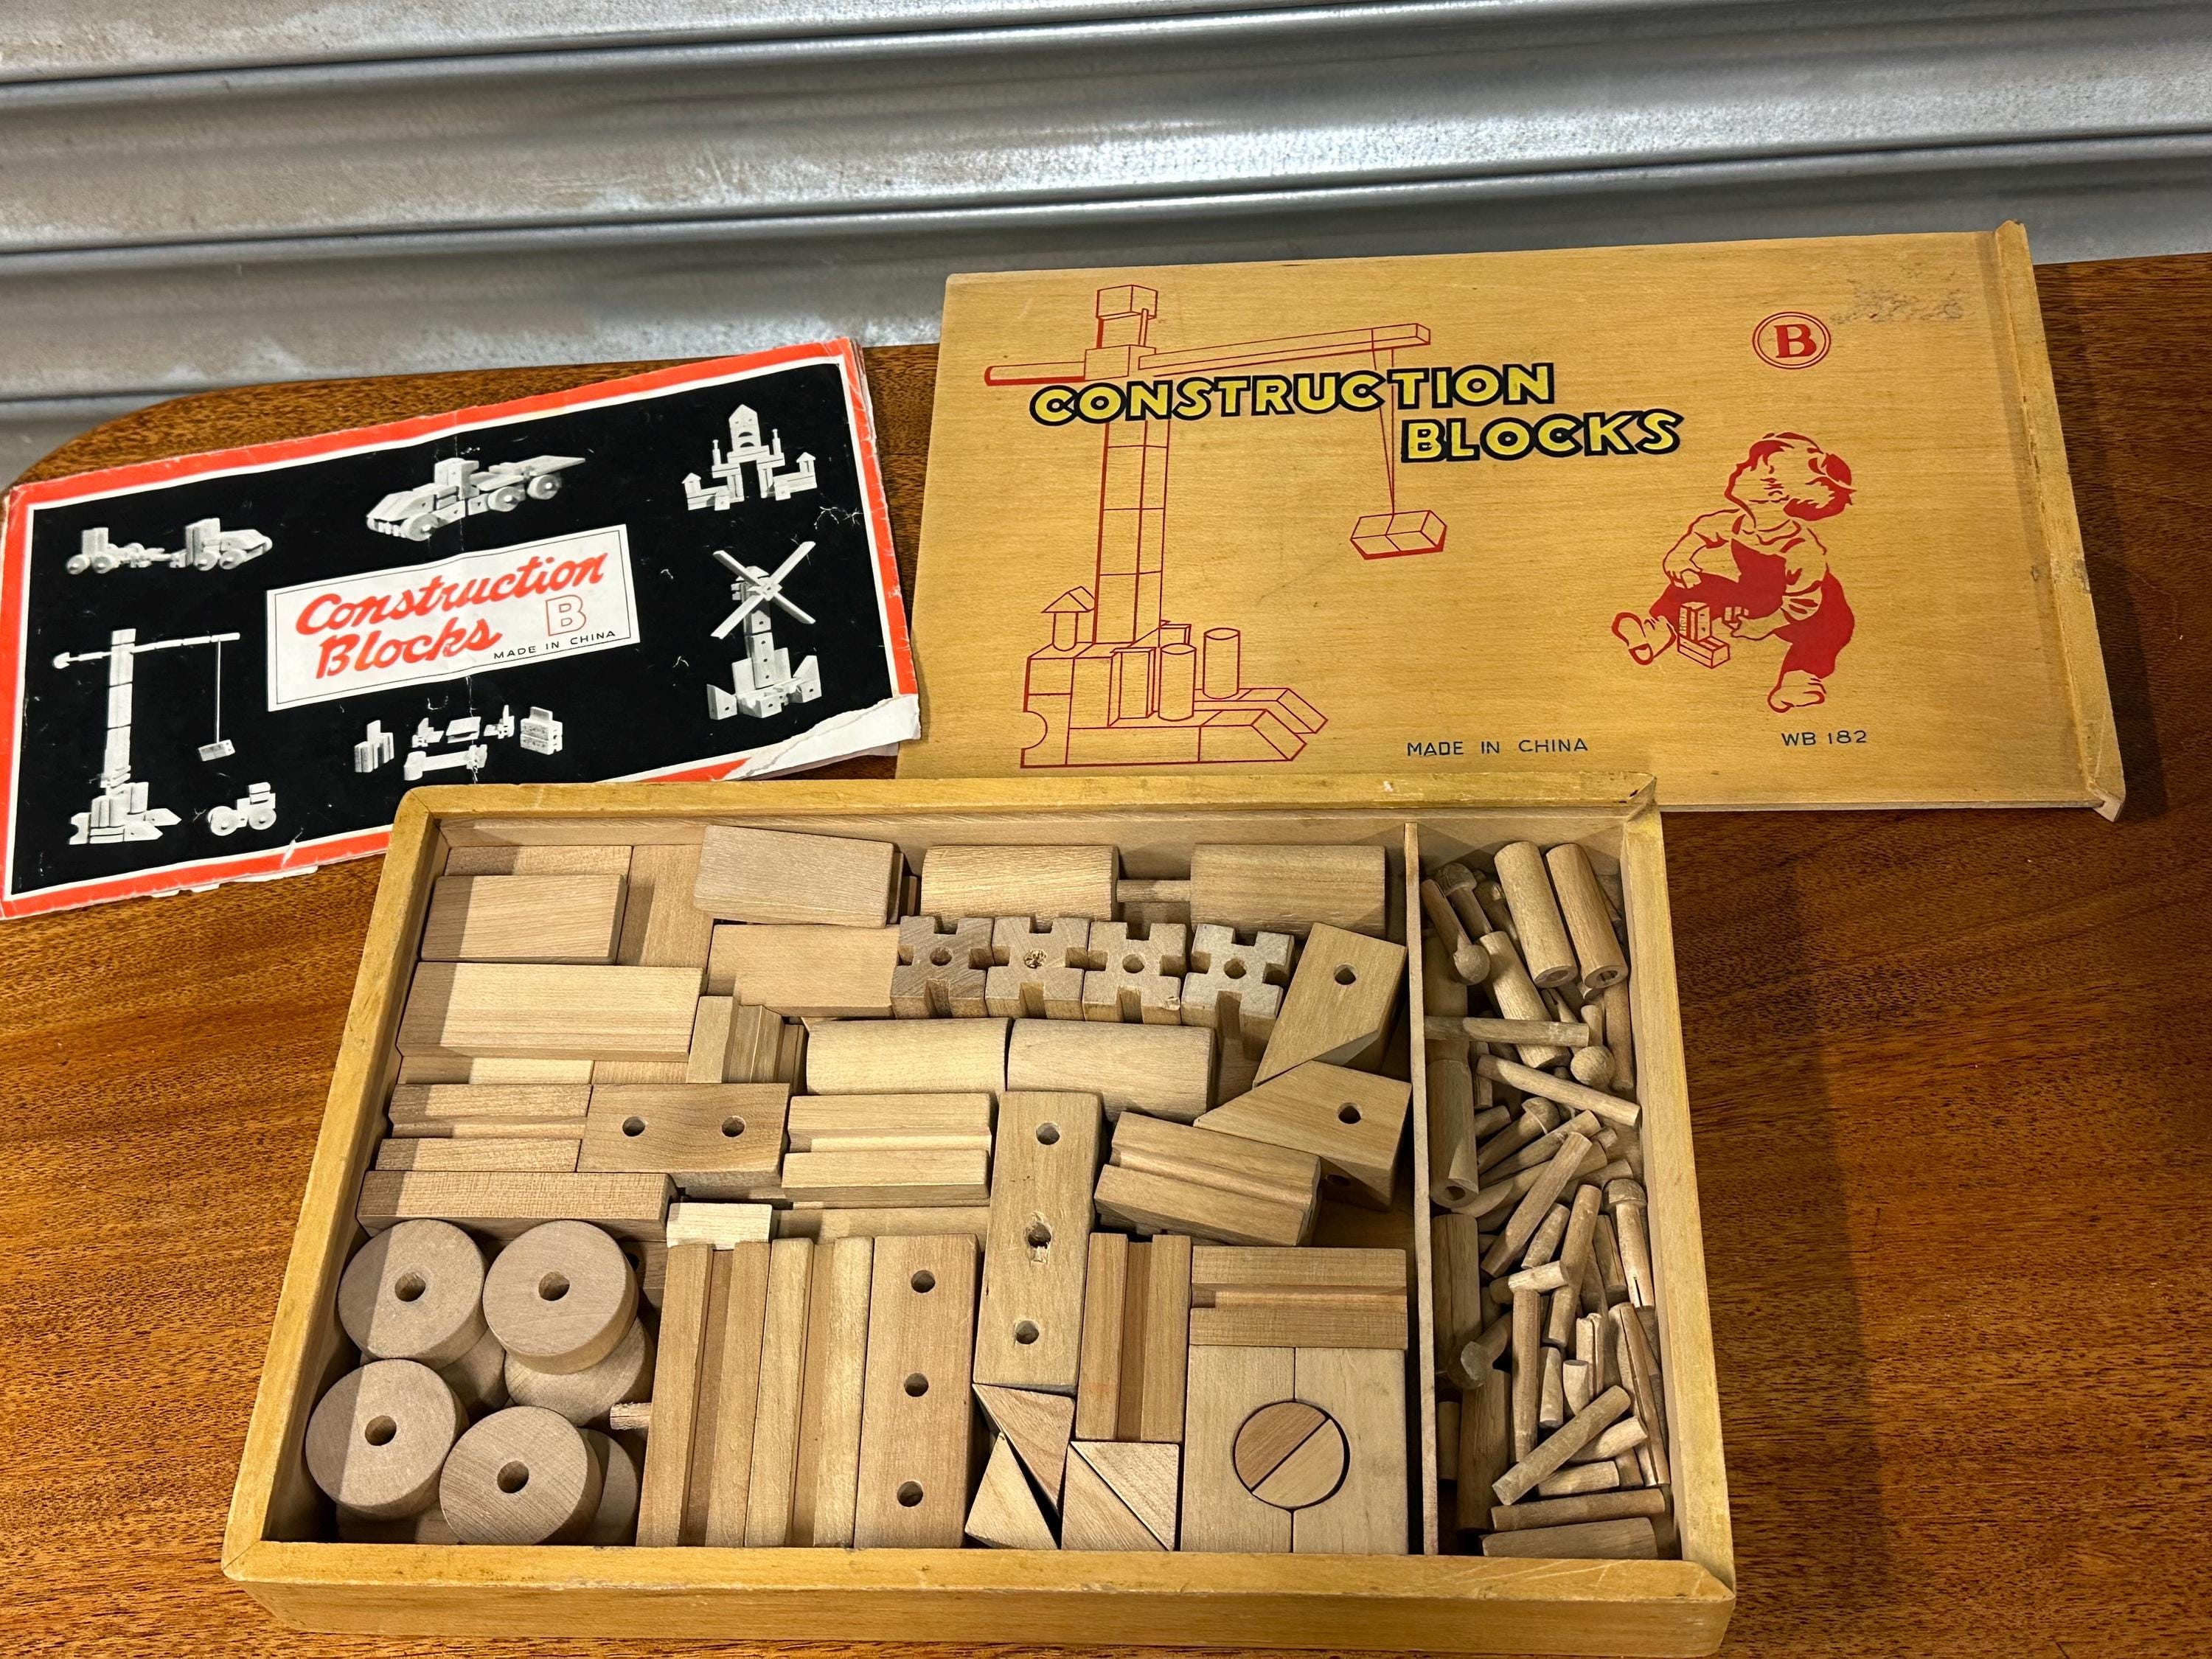 Construction
Blocks B
MADE IN CHINA
B
CONSTRUCTION
BLOCKS
MADE IN CHINA
WB 182